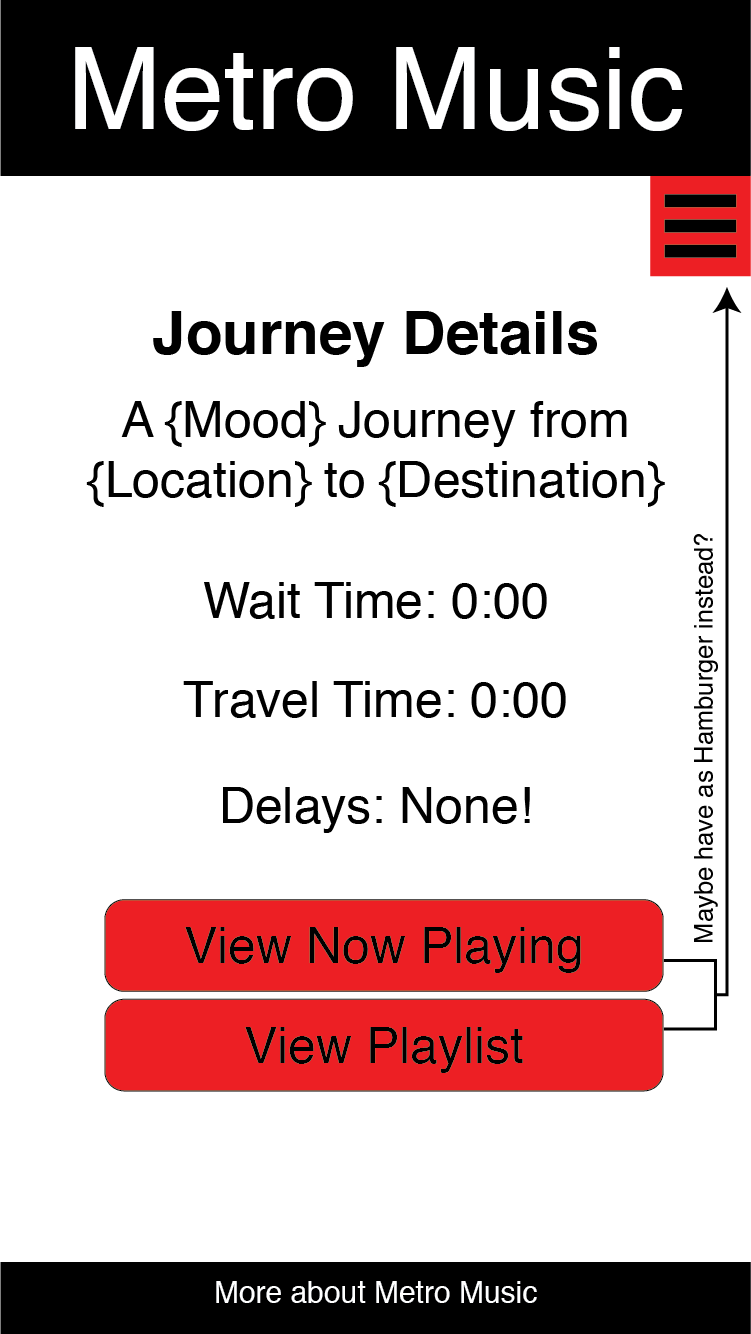 Metro Music
Journey Details
A {Mood} Journey from
{Location} to {Destination}
Wait Time: 0:00
Travel Time: 0:00
Delays: None!
Maybe have as Hamburger instead?
View Now Playing
View Playlist
More about Metro Music